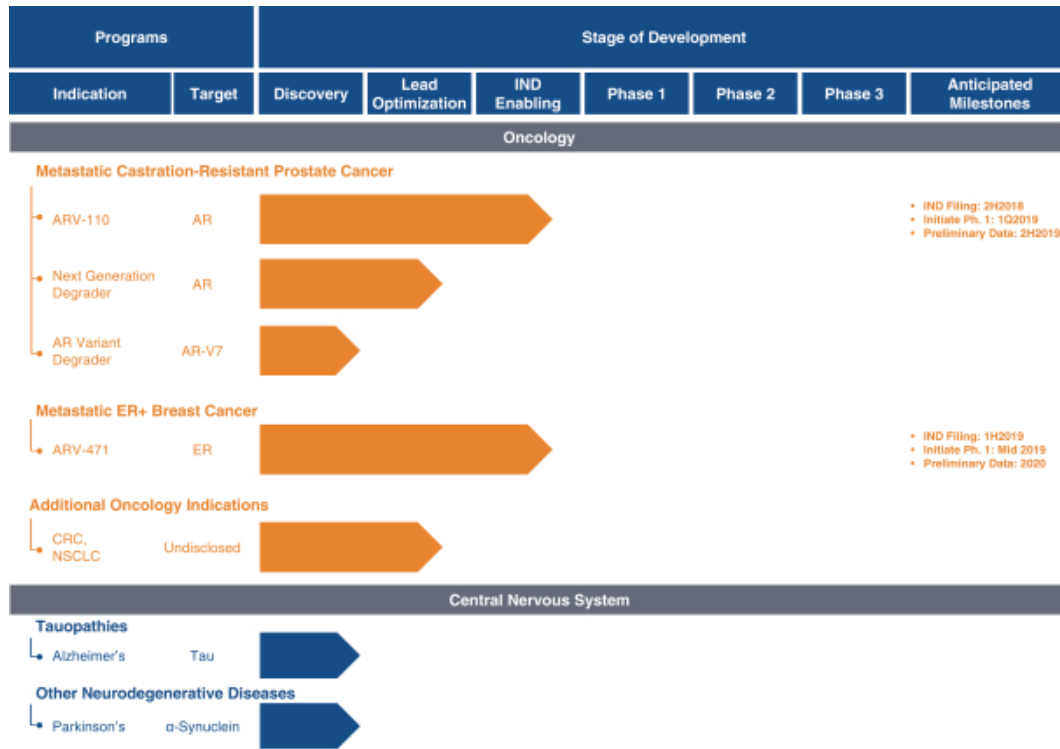 Programs
Stage of Development
Indication
Target
Discovery
Lead
Optimization
IND
Enabling
Phase 1
Phase 2
Phase 3
Anticipated
Milestones
Oncology
Metastatic Castration-Resistant Prostate Cancer
ARV-110
AR
• IND Filing: 2H2018
• Initiate Ph. 1: 1Q2019
• Preliminary Data: 2H2019
Next Generation
Degrader
AR
AR Variant
Degrader
AR-V7
Metastatic ER+ Breast Cancer
ARV-471
ER
• IND Filing: 1H2019
• Initiate Ph. 1: Mid 2019
• Preliminary Data: 2020
Additional Oncology Indications
CRC,
NSCLC
Undisclosed
Central Nervous System
Tauopathies
Alzheimer's
Tau
Other Neurodegenerative Diseases
Parkinson's
α-Synuclein